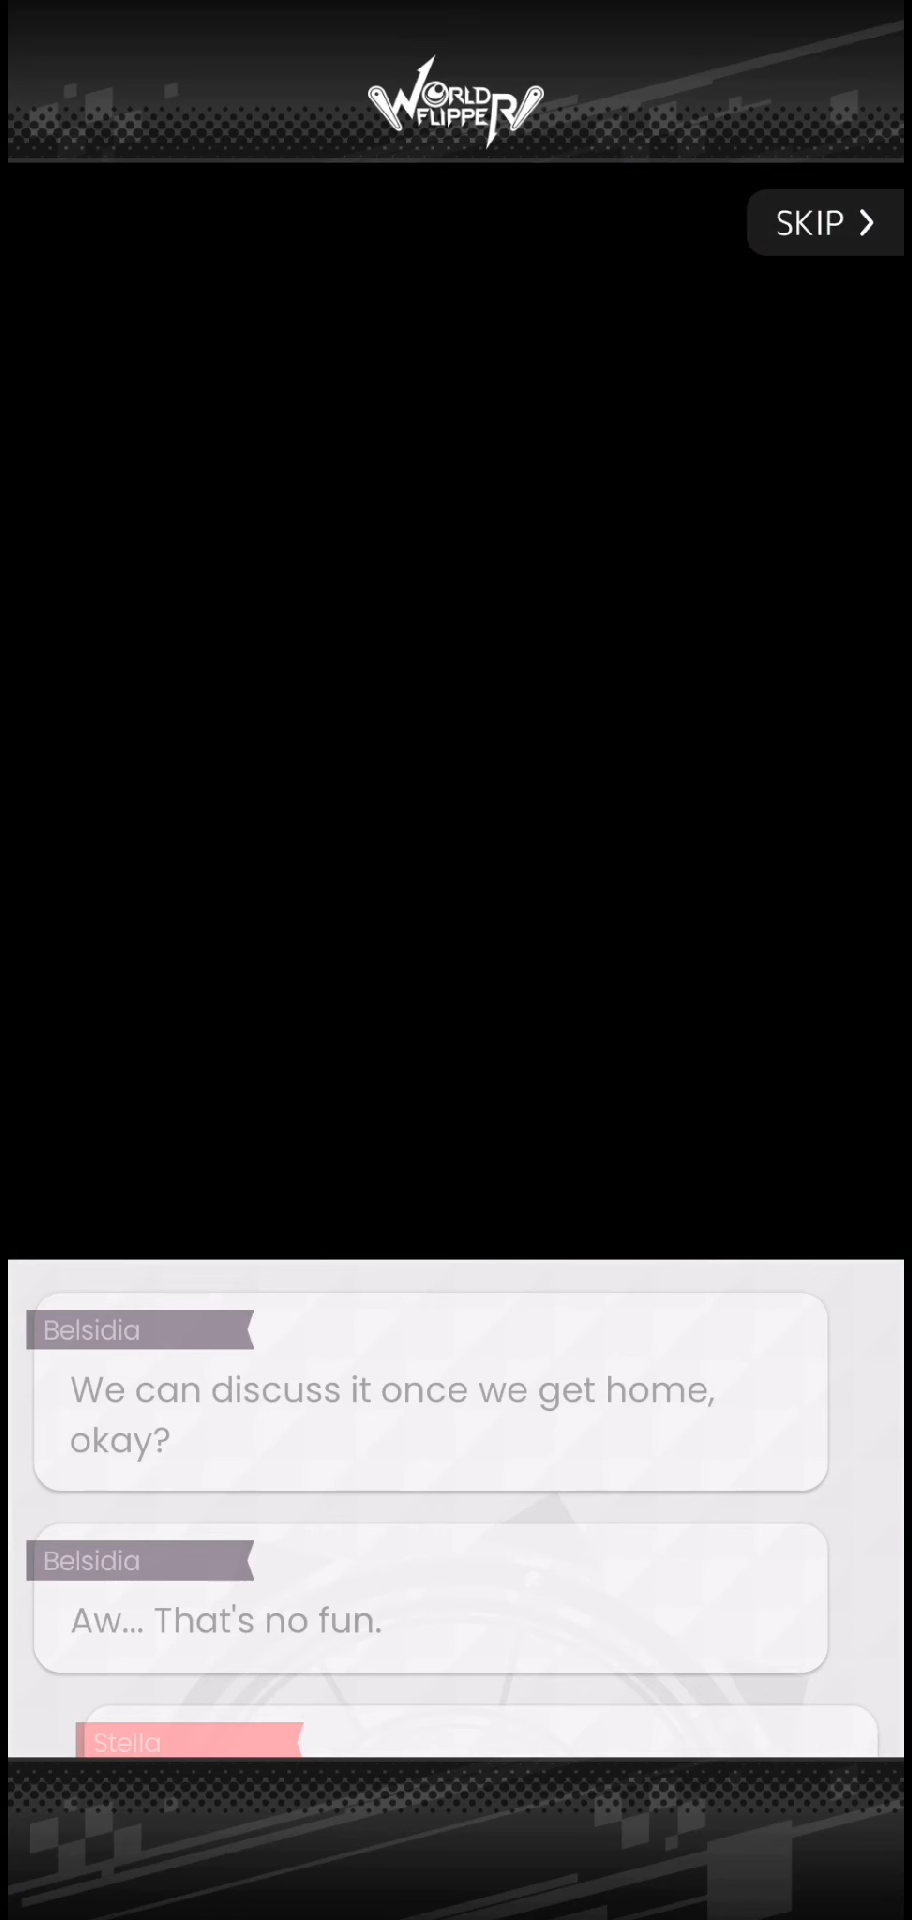 WORLD
FLIPPER
SKIP
Belsidia
We can discuss it once we get home,
okay?
Belsidia
Aw... That's no fun.
Stella